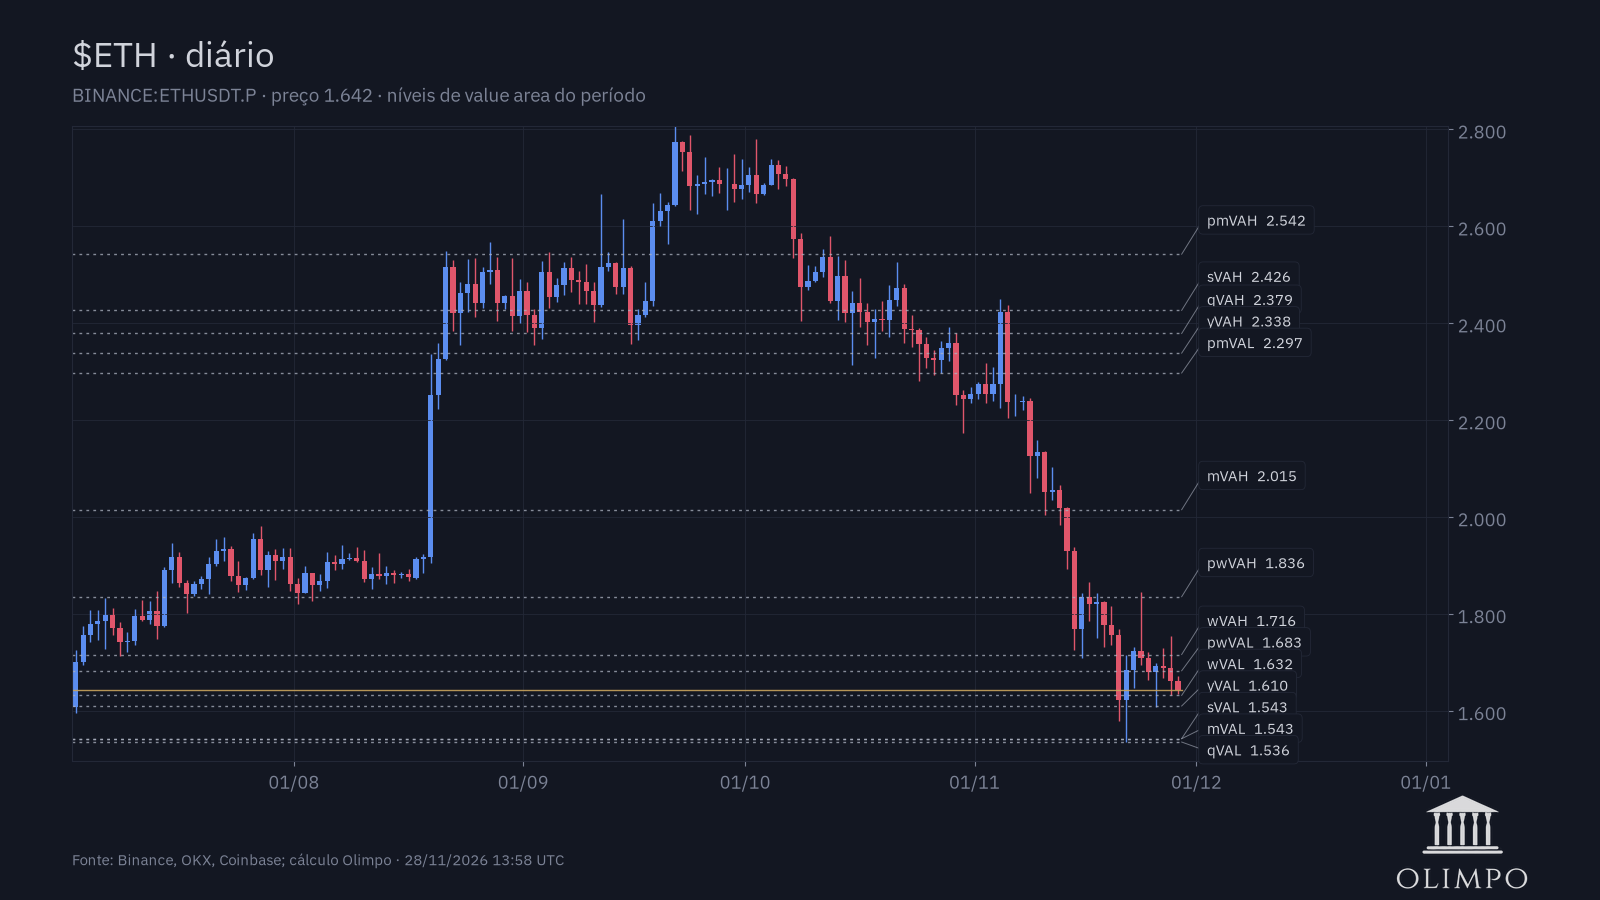 $ETH · diário
BINANCE:ETHUSDT.P · preço 1.642 · níveis de value area do período
2.800
pmVAH 2.542
2.600
sVAH 2.426
qVAH 2.379
yVAH 2.338
2.400
pmVAL 2.297
2.200
mVAH 2.015
2.000
pwVAH 1.836
1.800
wVAH 1.716
pwVAL 1.683
wVAL 1.632
yVAL 1.610
sVAL 1.543
1.600
mVAL 1.543
qVAL 1.536
01/08 01/09 01/10 01/11 01/12 01/01
Fonte: Binance, OKX, Coinbase; cálculo Olimpo · 28/11/2026 13:58 UTC
OLIMPO